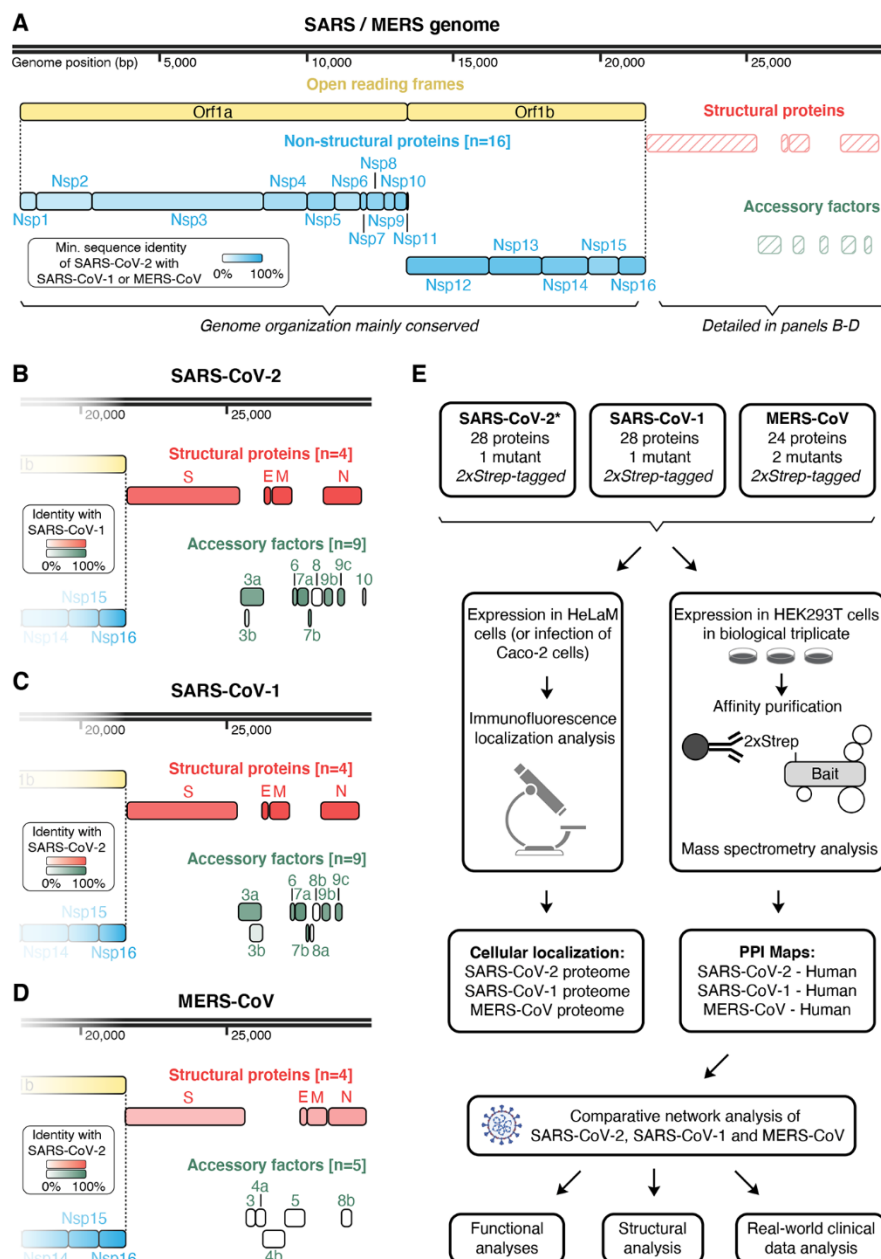 A
SARS / MERS genome
Genome position (bp)
5,000
10,000
15,000
20,000
25,000
Open reading frames
Orf1a
Orf1b
Structural proteins
Non-structural proteins [n=16]
Nsp8
Nsp2
Nsp4
Nsp6
Nsp10
Nsp1
Nsp3
Nsp5
Nsp9
Nsp7
Nsp11
Accessory factors
Min. sequence identity
of SARS-CoV-2 with
SARS-CoV-1 or MERS-CoV
0%
100%
Nsp13
Nsp15
Nsp12
Nsp14
Nsp16
Genome organization mainly conserved
Detailed in panels B-D
B
SARS-CoV-2
20,000
25,000
Structural proteins [n=4]
1b
S
E
M
N
Identity with
SARS-CoV-1
0%
100%
Accessory factors [n=9]
6
8
9c
3a
7a
9b
10
3b
7b
Nsp15
Nsp14
Nsp16
C
SARS-CoV-1
20,000
25,000
Structural proteins [n=4]
1b
S
E
M
N
Identity with
SARS-CoV-2
0%
100%
Accessory factors [n=9]
6
8b
9c
3a
7a
9b
3b
7b
8a
Nsp15
Nsp14
Nsp16
D
MERS-CoV
20,000
25,000
Structural proteins [n=4]
1b
S
E
M
N
Identity with
SARS-CoV-2
0%
100%
Accessory factors [n=5]
4a
3
5
8b
4b
Nsp15
Nsp14
Nsp16
E
SARS-CoV-2*
28 proteins
1 mutant
2xStrep-tagged
SARS-CoV-1
28 proteins
1 mutant
2xStrep-tagged
MERS-CoV
24 proteins
2 mutants
2xStrep-tagged
Expression in HeLaM
cells (or infection of
Caco-2 cells)
Immunofluorescence
localization analysis
Expression in HEK293T cells
in biological triplicate
Affinity purification
2xStrep
Bait
Mass spectrometry analysis
Cellular localization:
SARS-CoV-2 proteome
SARS-CoV-1 proteome
MERS-CoV proteome
PPI Maps:
SARS-CoV-2 - Human
SARS-CoV-1 - Human
MERS-CoV - Human
Comparative network analysis of
SARS-CoV-2, SARS-CoV-1 and MERS-CoV
Functional
analyses
Structural
analysis
Real-world clinical
data analysis